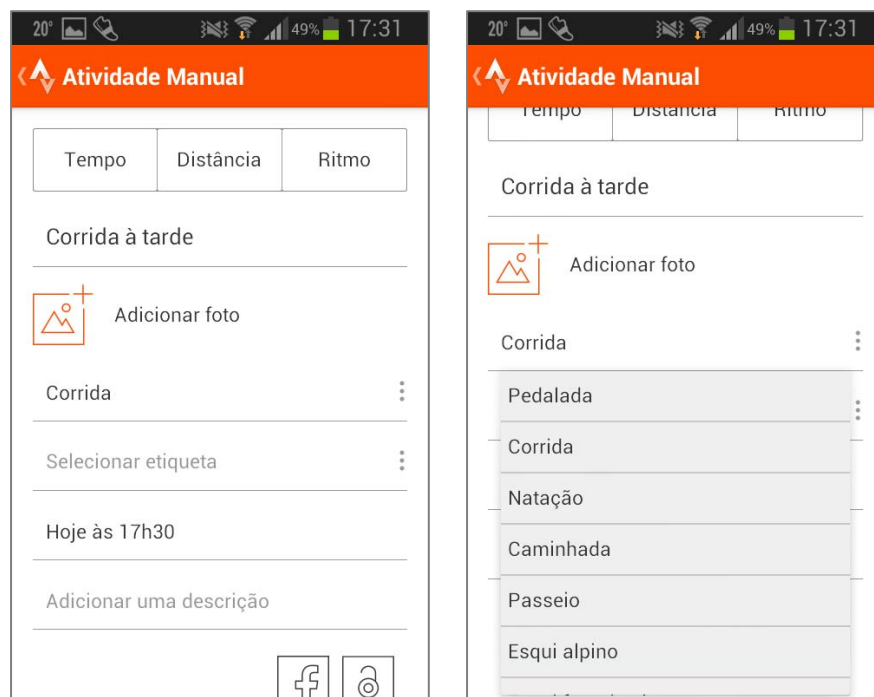 20° 49% 17:31
Atividade Manual
Tempo Distância Ritmo
Corrida à tarde
Adicionar foto
Corrida
Selecionar etiqueta
Hoje às 17h30
Adicionar uma descrição
20° 49% 17:31
Atividade Manual
Tempo Distância Ritmo
Corrida à tarde
Adicionar foto
Corrida
Pedalada
Corrida
Natação
Caminhada
Passeio
Esqui alpino